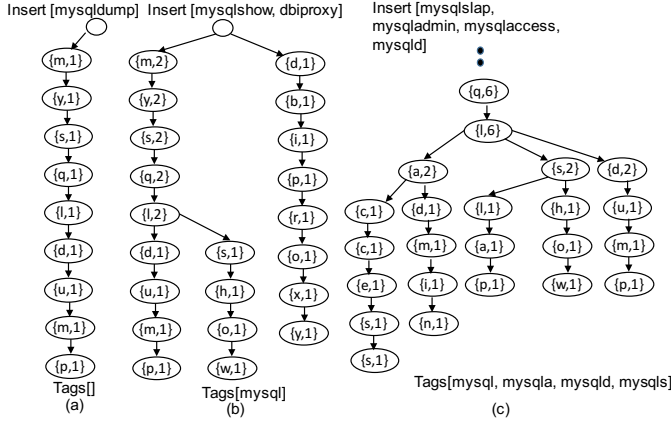 Insert [mysqldump]
{m,1}
{y,1}
{s,1}
{q,1}
{l,1}
{d,1}
{u,1}
{m,1}
{p,1}
Tags[]
(a)
Insert [mysqlshow, dbiproxy]
{m,2}
{y,2}
{s,2}
{q,2}
{l,2}
{d,1}
{u,1}
{m,1}
{p,1}
{s,1}
{h,1}
{o,1}
{w,1}
{d,1}
{b,1}
{i,1}
{p,1}
{r,1}
{o,1}
{x,1}
{y,1}
Tags[mysql]
(b)
Insert [mysqlslap,
mysqladmin, mysqlaccess,
mysqld]
{q,6}
{l,6}
{a,2}
{c,1}
{c,1}
{e,1}
{s,1}
{s,1}
{d,1}
{m,1}
{i,1}
{n,1}
{s,2}
{l,1}
{a,1}
{p,1}
{h,1}
{o,1}
{w,1}
{d,2}
{u,1}
{m,1}
{p,1}
Tags[mysql, mysqla, mysqld, mysqls]
(c)